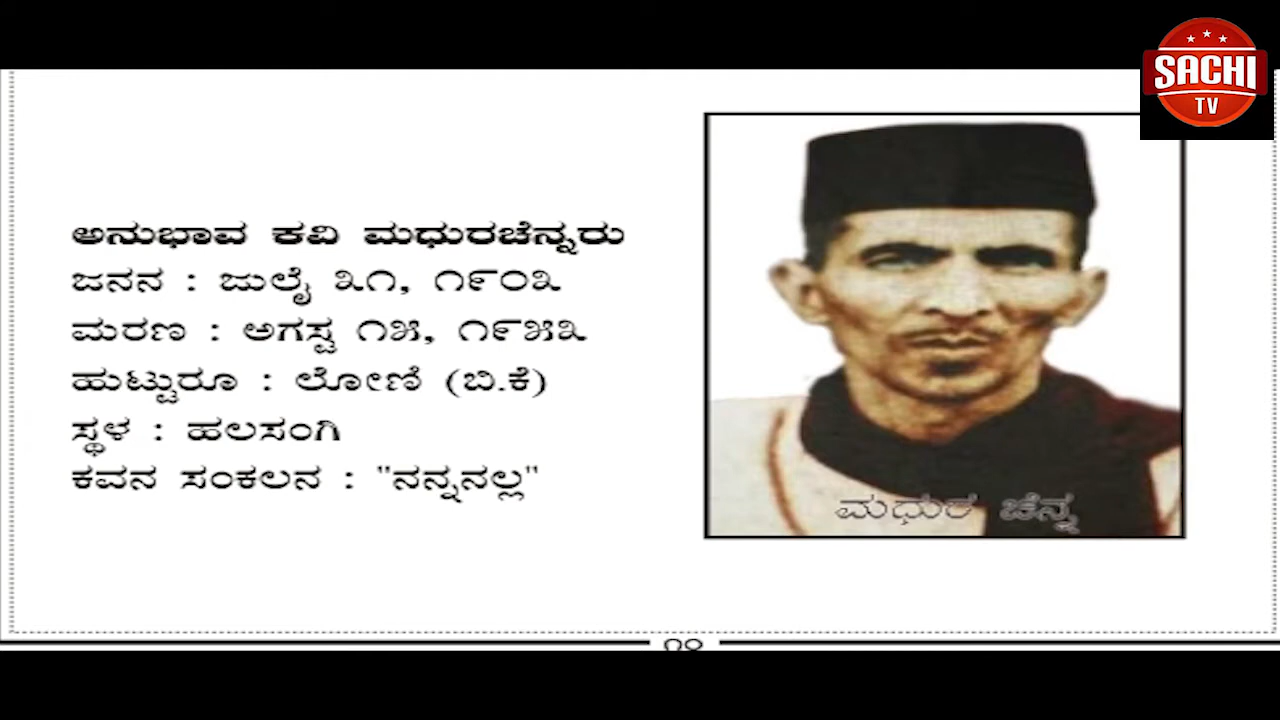 SACHI
TV
ಅನುಭಾವ ಕವಿ ಮಧುರಚೆನ್ನರು
ಜನನ : ಜುಲೈ ೩೧, ೧೯೦೩
ಮರಣ : ಅಗಸ್ಟ ೧೫, ೧೯೫೩
ಹುಟ್ಟುರೂ : ಲೋಣಿ (ಬಿ.ಕೆ)
ಸ್ಥಳ : ಹಲಸಂಗಿ
ಕವನ ಸಂಕಲನ : "ನನ್ನನಲ್ಲ"
ಮಧುರ ಚೆನ್ನ
೧೦